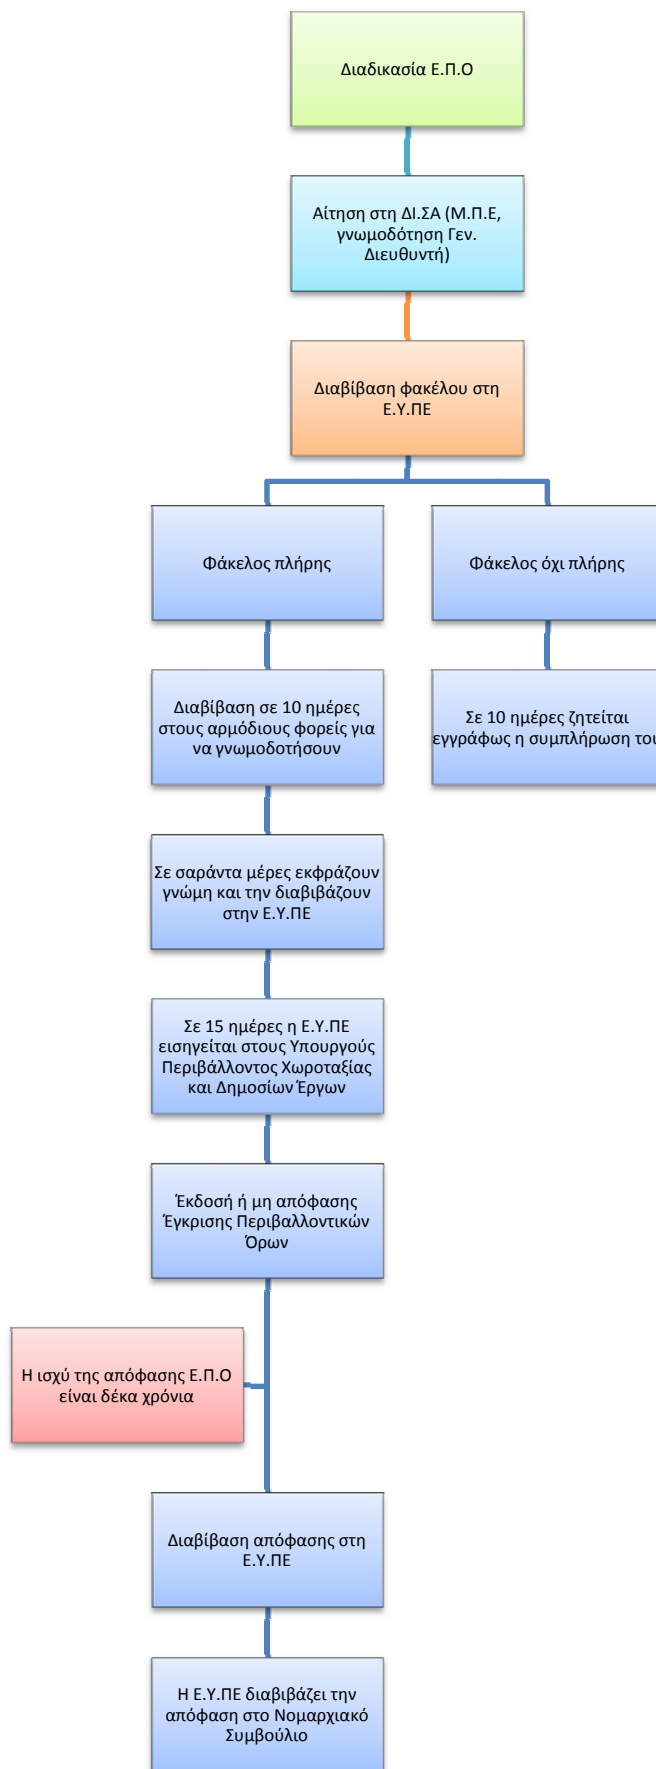 Διαδικασία Ε.Π.Ο
Αίτηση στη ΔΙ.ΣΑ (Μ.Π.Ε,
γνωμοδότηση Γεν.
Διευθυντή)
Διαβίβαση φακέλου στη
Ε.Υ.ΠΕ
Φάκελος πλήρης
Φάκελος όχι πλήρης
Διαβίβαση σε 10 ημέρες
στους αρμόδιους φορείς για
να γνωμοδοτήσουν
Σε 10 ημέρες ζητείται
εγγράφως η συμπλήρωση του
Σε σαράντα μέρες εκφράζουν
γνώμη και την διαβιβάζουν
στην Ε.Υ.ΠΕ
Σε 15 ημέρες η Ε.Υ.ΠΕ
εισηγείται στους Υπουργούς
Περιβάλλοντος Χωροταξίας
και Δημοσίων Έργων
Έκδοσή ή μη απόφασης
Έγκρισης Περιβαλλοντικών
Όρων
Η ισχύ της απόφασης Ε.Π.Ο
είναι δέκα χρόνια
Διαβίβαση απόφασης στη
Ε.Υ.ΠΕ
Η Ε.Υ.ΠΕ διαβιβάζει την
απόφαση στο Νομαρχιακό
Συμβούλιο